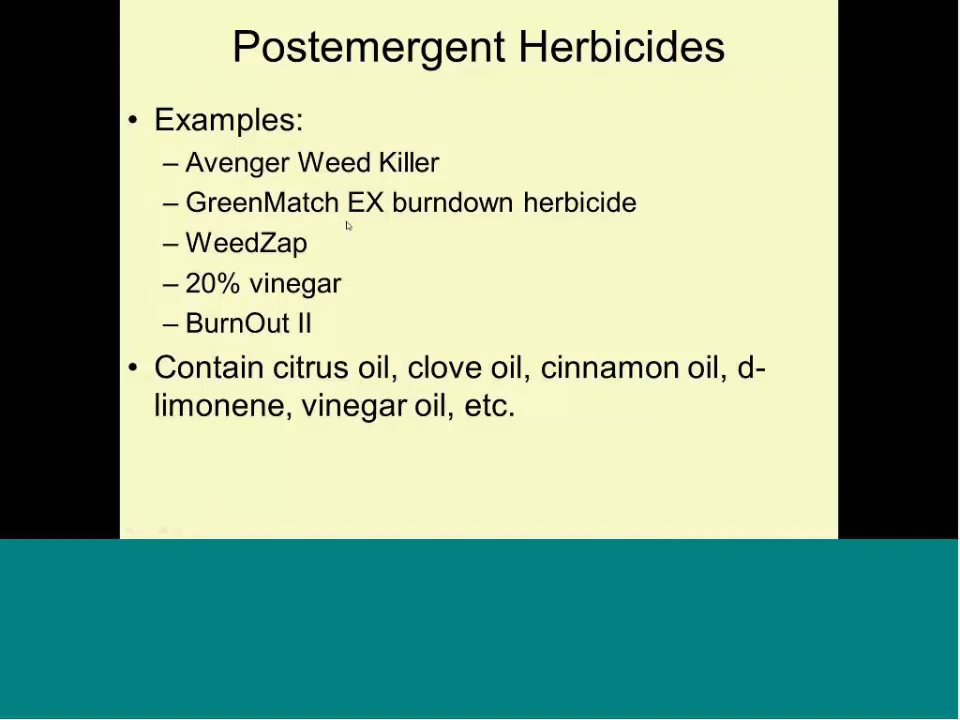 Postemergent Herbicides
• Examples:
– Avenger Weed Killer
– GreenMatch EX burndown herbicide
– WeedZap
– 20% vinegar
– BurnOut II
• Contain citrus oil, clove oil, cinnamon oil, d-
limonene, vinegar oil, etc.